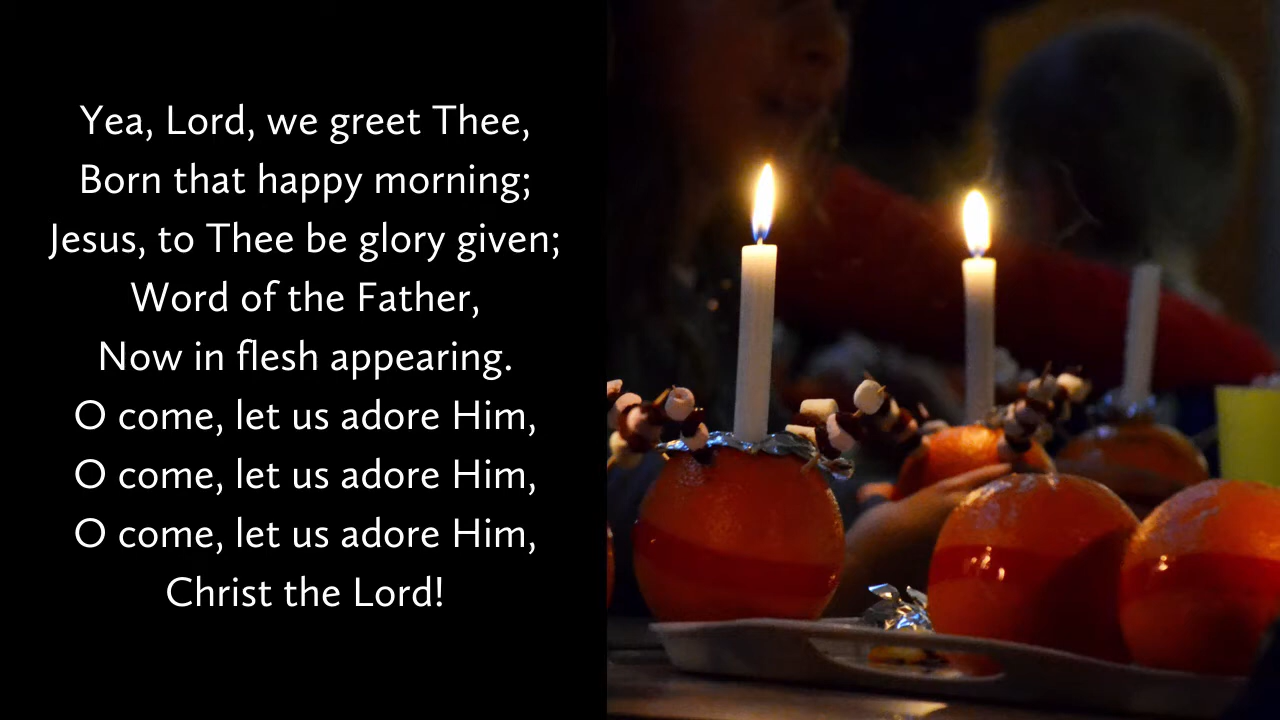 Yea, Lord, we greet Thee,
Born that happy morning;
Jesus, to Thee be glory given;
Word of the Father,
Now in flesh appearing.
O come, let us adore Him,
O come, let us adore Him,
O come, let us adore Him,
Christ the Lord!